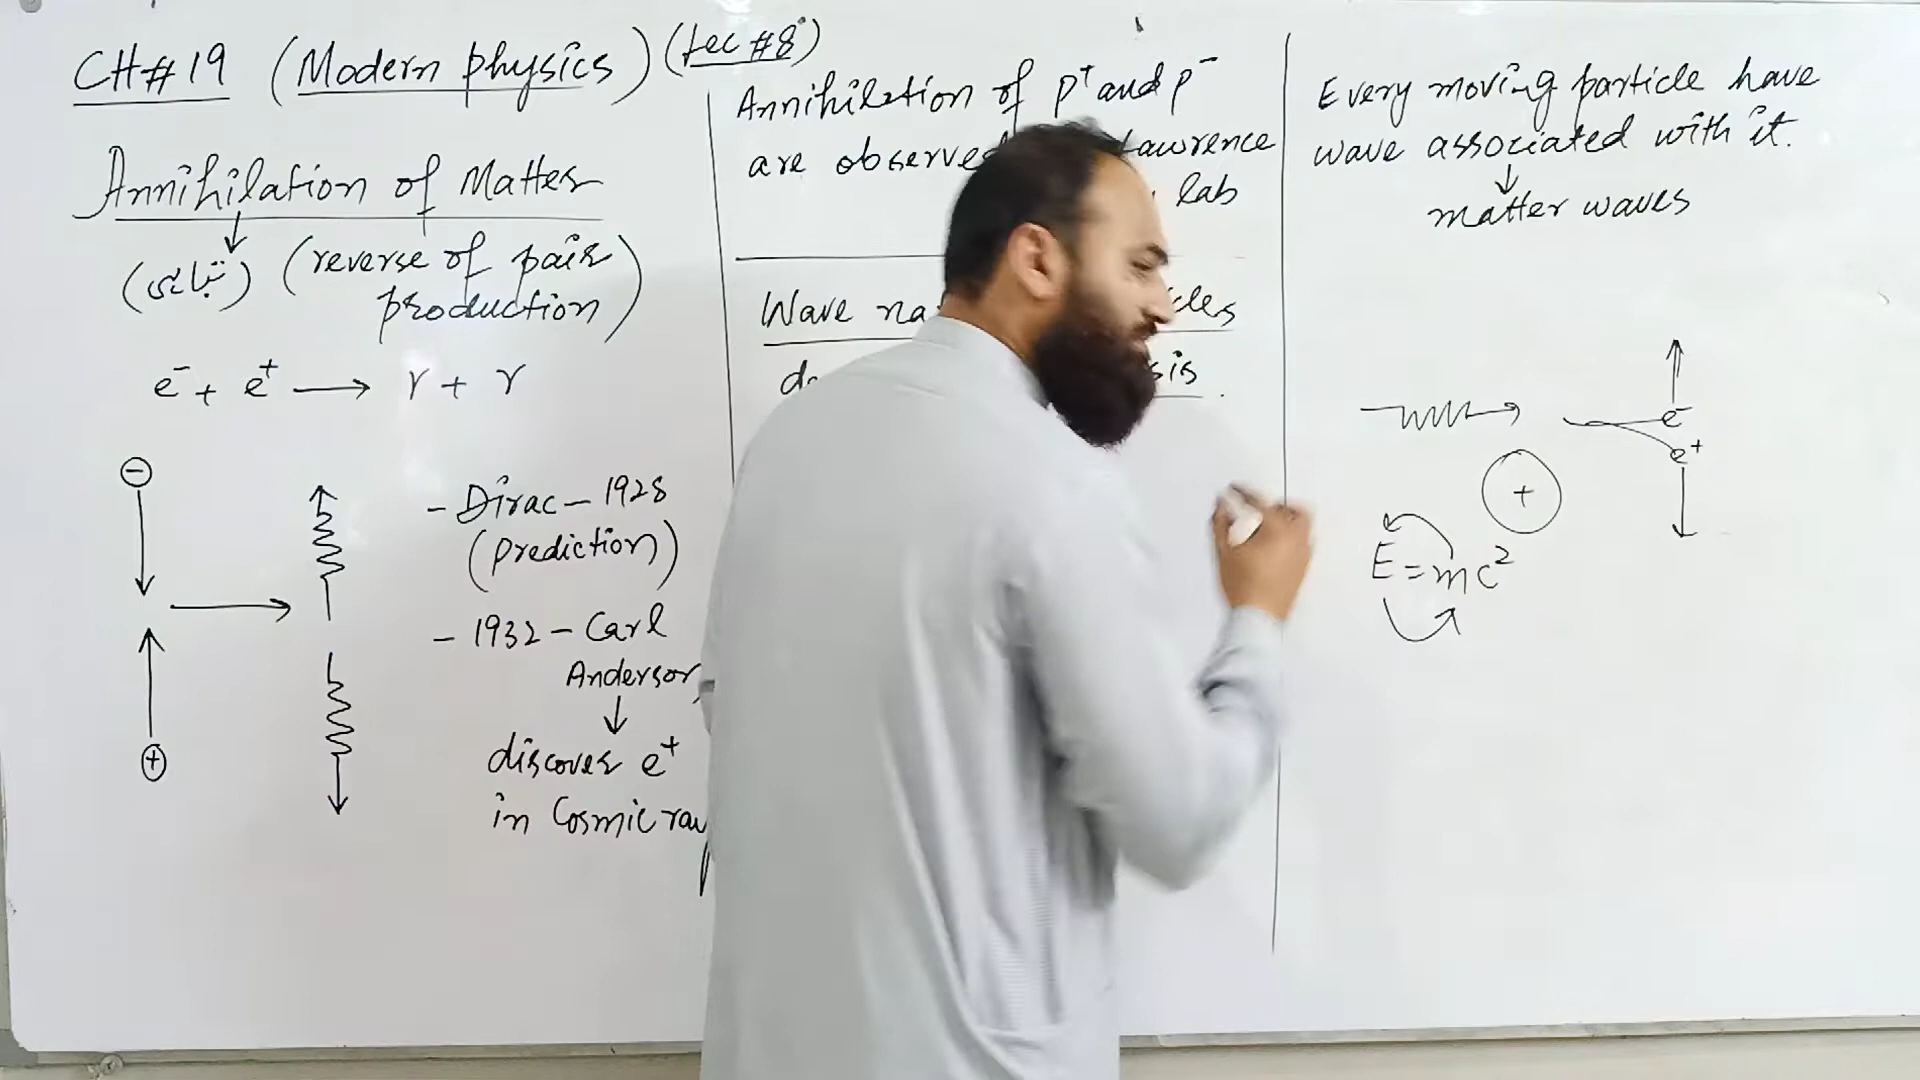 CH#19 (Modern physics) (Lec #8)
Annihilation of Matter
(تباہی) (reverse of pair
production)
e⁻ + e⁺ → γ + γ
−
+
- Dirac – 1928
(prediction)
- 1932 – Carl
Anderson
↓
discover e⁺
in Cosmic ray
Annihilation of p⁺ and p⁻
are observed Lawrence
lab
Wave
Every moving particle have
wave associated with it.
↓
matter waves
e⁻
e⁺
+
E = mc²